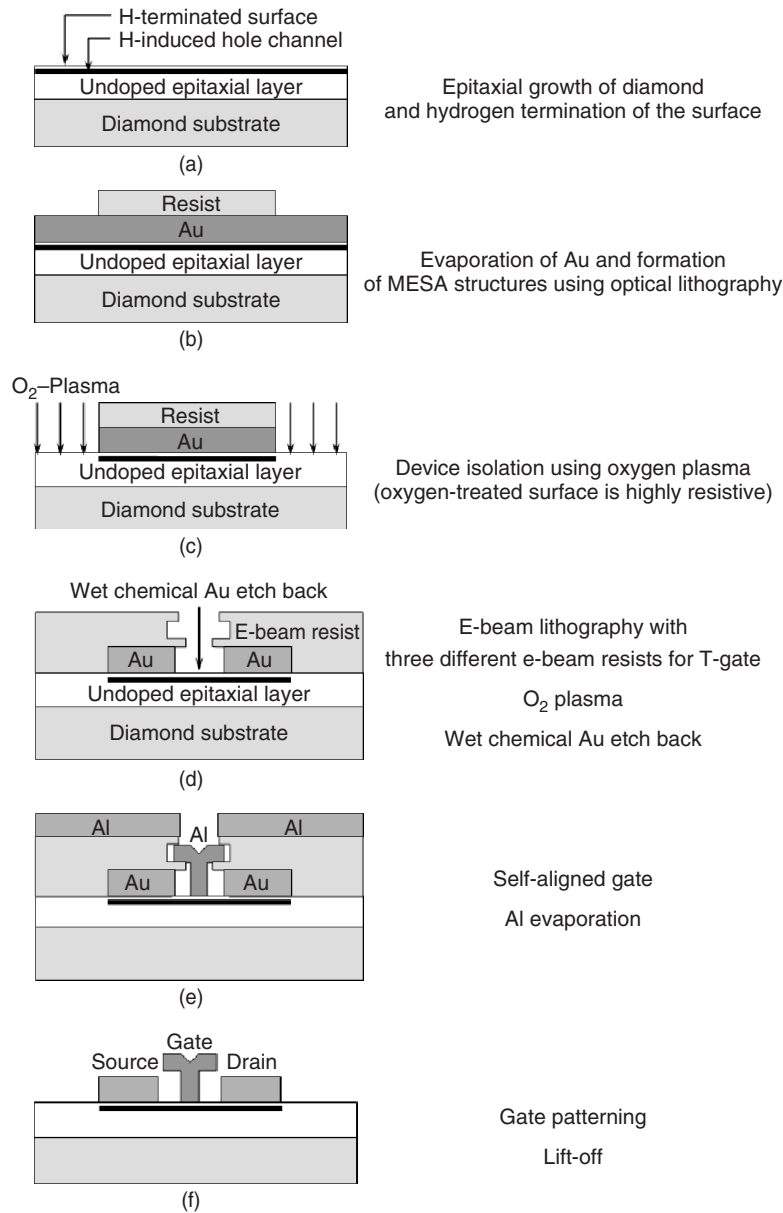 H-terminated surface
H-induced hole channel
Undoped epitaxial layer
Diamond substrate
(a)
Epitaxial growth of diamond
and hydrogen termination of the surface
Resist
Au
Undoped epitaxial layer
Diamond substrate
(b)
Evaporation of Au and formation
of MESA structures using optical lithography
O₂–Plasma
Resist
Au
Undoped epitaxial layer
Diamond substrate
(c)
Device isolation using oxygen plasma
(oxygen-treated surface is highly resistive)
Wet chemical Au etch back
E-beam resist
Au Au
Undoped epitaxial layer
Diamond substrate
(d)
E-beam lithography with
three different e-beam resists for T-gate
O₂ plasma
Wet chemical Au etch back
Al Al Al
Au Au
(e)
Self-aligned gate
Al evaporation
Gate
Source Drain
(f)
Gate patterning
Lift-off